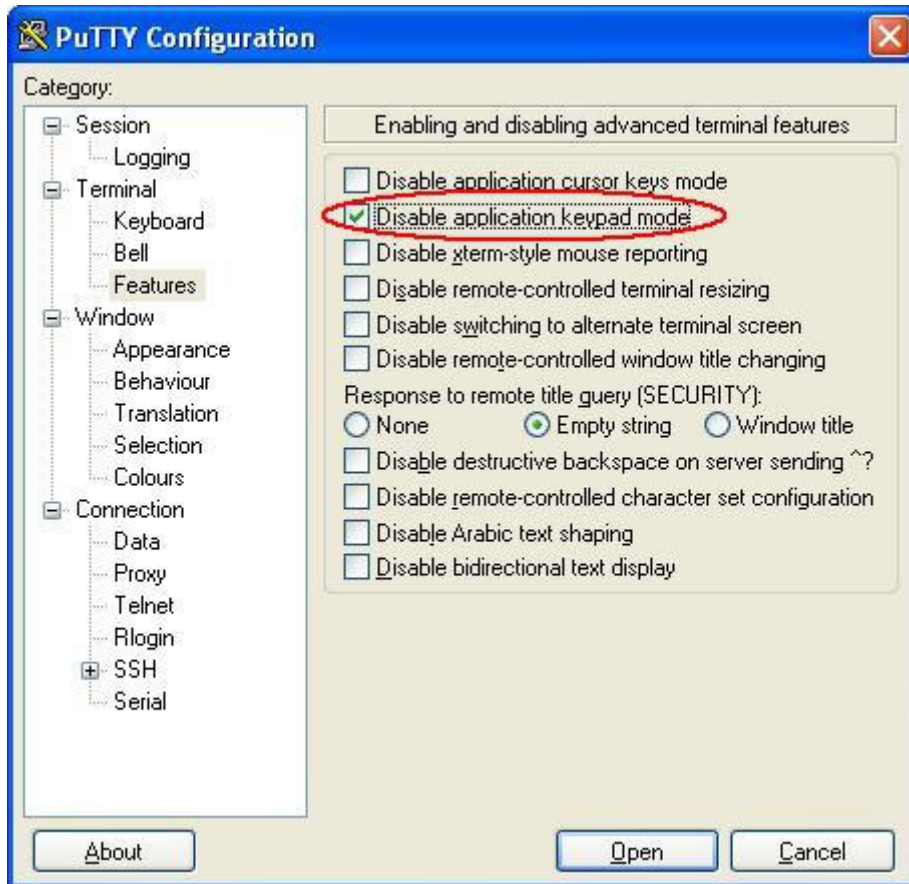 PuTTY Configuration
Category:
Session
Logging
Terminal
Keyboard
Bell
Features
Window
Appearance
Behaviour
Translation
Selection
Colours
Connection
Data
Proxy
Telnet
Rlogin
SSH
Serial
Enabling and disabling advanced terminal features
Disable application cursor keys mode
Disable application keypad mode
Disable xterm-style mouse reporting
Disable remote-controlled terminal resizing
Disable switching to alternate terminal screen
Disable remote-controlled window title changing
Response to remote title query (SECURITY):
None Empty string Window title
Disable destructive backspace on server sending ^?
Disable remote-controlled character set configuration
Disable Arabic text shaping
Disable bidirectional text display
About Open Cancel